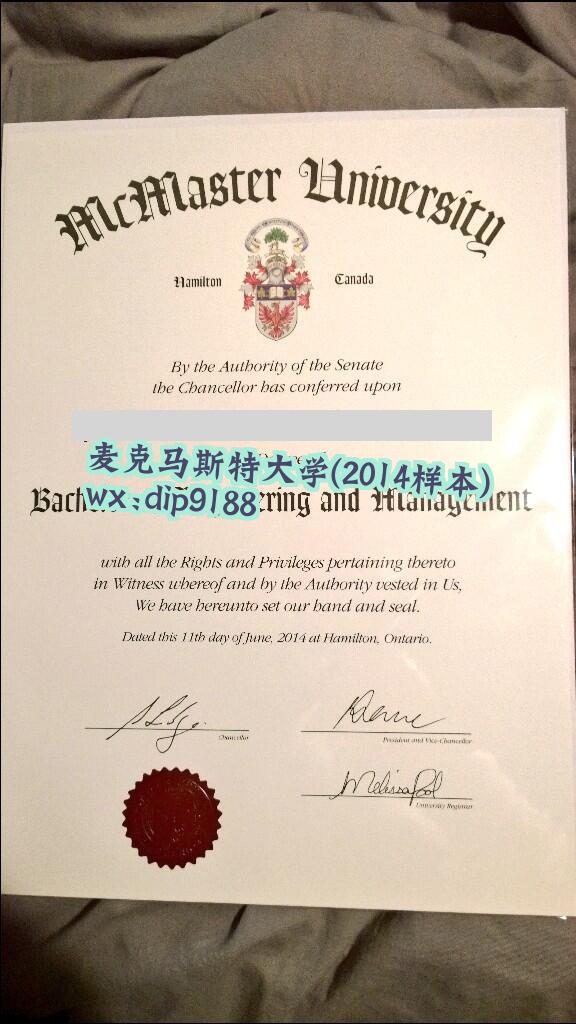 McMaster University
Hamilton Canada
By the Authority of the Senate
the Chancellor has conferred upon
麦克马斯特大学(2014样本)
wx:dip9188
and Management
with all the Rights and Privileges pertaining thereto
in Witness whereof and by the Authority vested in Us,
We have hereunto set our hand and seal.
Dated this 11th day of June, 2014 at Hamilton, Ontario.
Chancellor
President and Vice-Chancellor
University Registrar